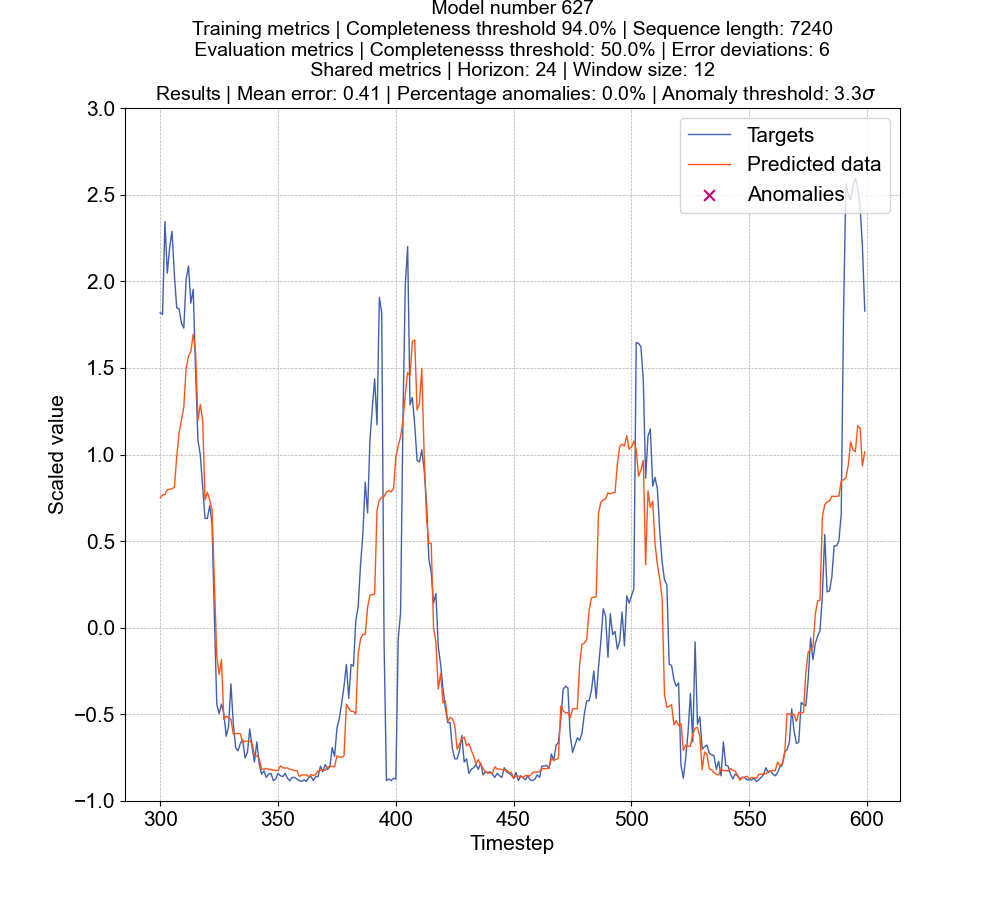 Model number 627
Training metrics | Completeness threshold 94.0% | Sequence length: 7240
Evaluation metrics | Completenesss threshold: 50.0% | Error deviations: 6
Shared metrics | Horizon: 24 | Window size: 12
Results | Mean error: 0.41 | Percentage anomalies: 0.0% | Anomaly threshold: 3.3σ
3.0
2.5
2.0
1.5
1.0
0.5
0.0
−0.5
−1.0
Scaled value
Targets
Predicted data
Anomalies
300 350 400 450 500 550 600
Timestep